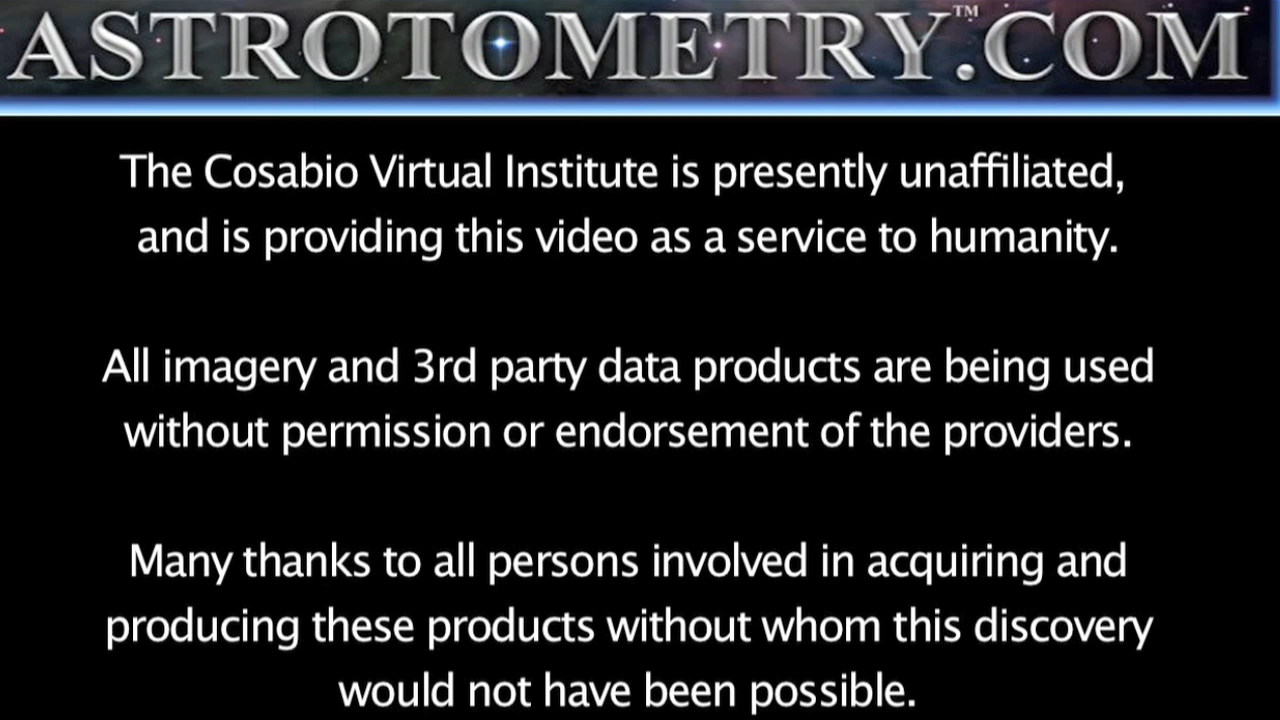 ASTROTOMETRY.COM™
The Cosabio Virtual Institute is presently unaffiliated,
and is providing this video as a service to humanity.
All imagery and 3rd party data products are being used
without permission or endorsement of the providers.
Many thanks to all persons involved in acquiring and
producing these products without whom this discovery
would not have been possible.